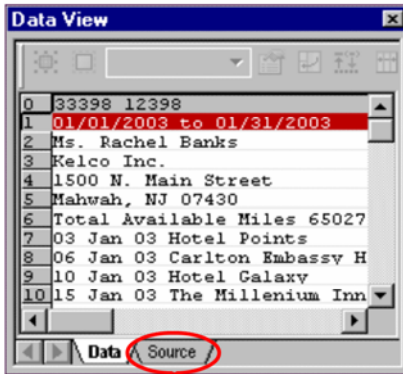 Data View
0 33398 12398
1 01/01/2003 to 01/31/2003
2 Ms. Rachel Banks
3 Kelco Inc.
4 1500 N. Main Street
5 Mahwah, NJ 07430
6 Total Available Miles 65027
7 03 Jan 03 Hotel Points
8 06 Jan 03 Carlton Embassy H
9 10 Jan 03 Hotel Galaxy
10 15 Jan 03 The Millenium Inn
Data Source